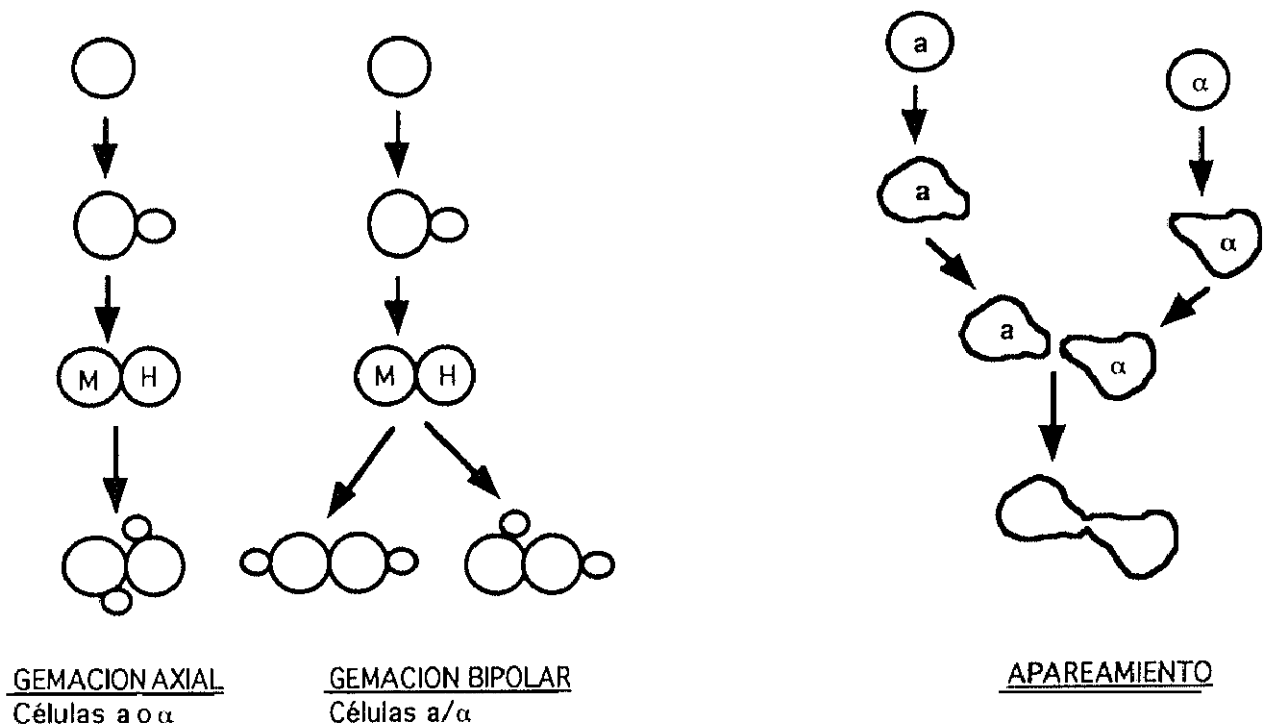 M H
GEMACION AXIAL
Células a o α
M H
GEMACION BIPOLAR
Células a/α
a
α
a
α
a
α
APAREAMIENTO